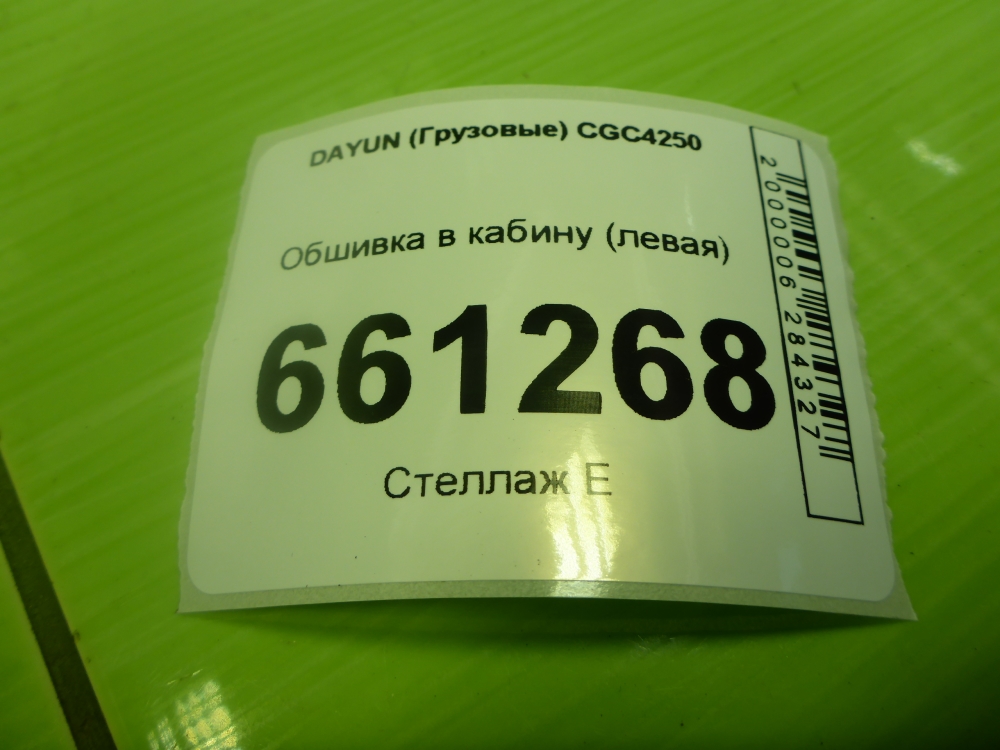 DAYUN (Грузовые) CGC4250
Обшивка в кабину (левая)
661268
Стеллаж Е
2000006284327